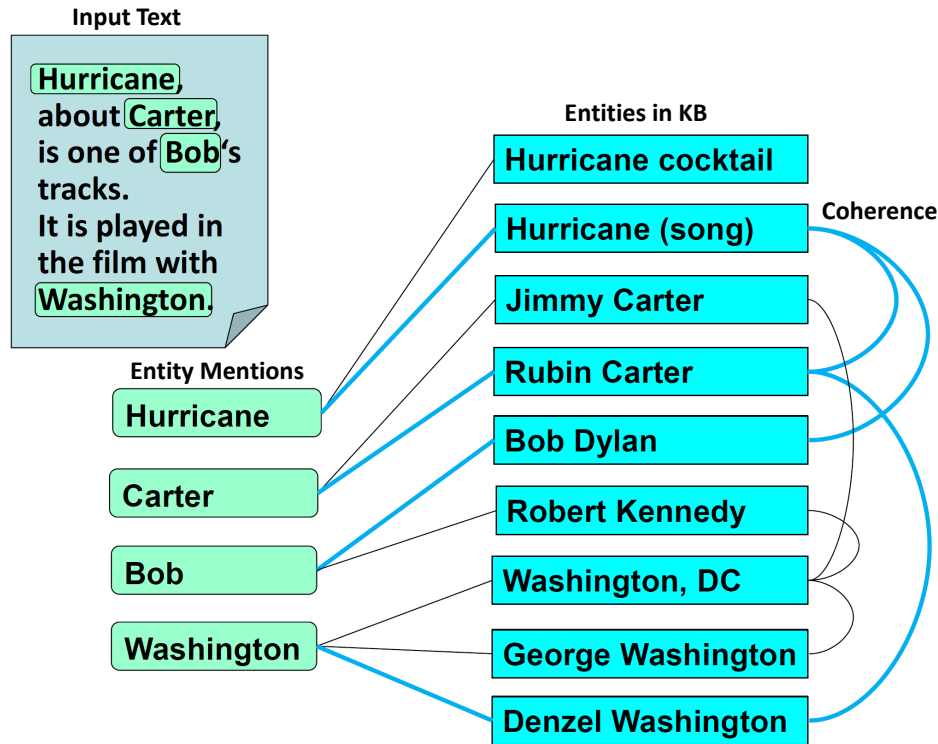 Input Text
Hurricane,
about Carter,
is one of Bob‘s
tracks.
It is played in
the film with
Washington.
Entity Mentions
Hurricane
Carter
Bob
Washington
Entities in KB
Hurricane cocktail
Hurricane (song)
Jimmy Carter
Rubin Carter
Bob Dylan
Robert Kennedy
Washington, DC
George Washington
Denzel Washington
Coherence